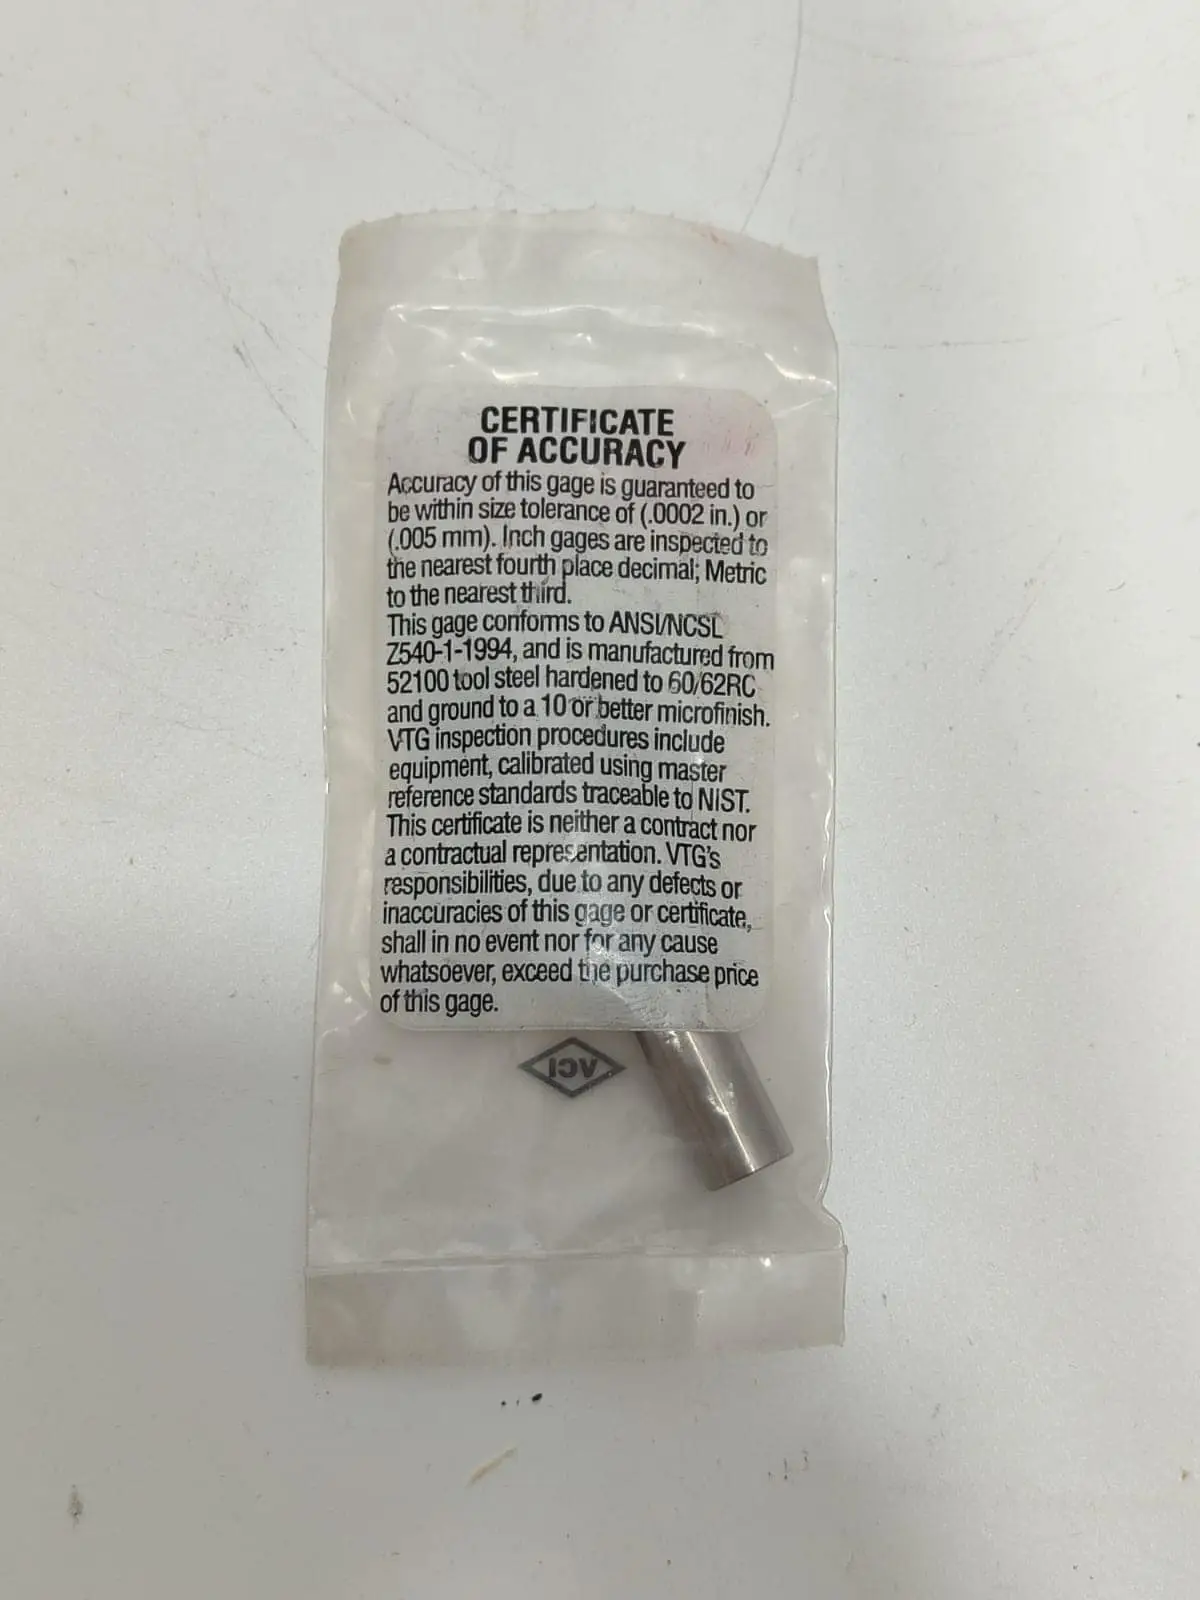 CERTIFICATE
OF ACCURACY
Accuracy of this gage is guaranteed to
be within size tolerance of (.0002 in.) or
(.005 mm). Inch gages are inspected to
the nearest fourth place decimal; Metric
to the nearest third.
This gage conforms to ANSI/NCSL
Z540-1-1994, and is manufactured from
52100 tool steel hardened to 60/62RC
and ground to a 10 or better microfinish.
VTG inspection procedures include
equipment, calibrated using master
reference standards traceable to NIST.
This certificate is neither a contract nor
a contractual representation. VTG's
responsibilities, due to any defects or
inaccuracies of this gage or certificate,
shall in no event nor for any cause
whatsoever, exceed the purchase price
of this gage.
VCI